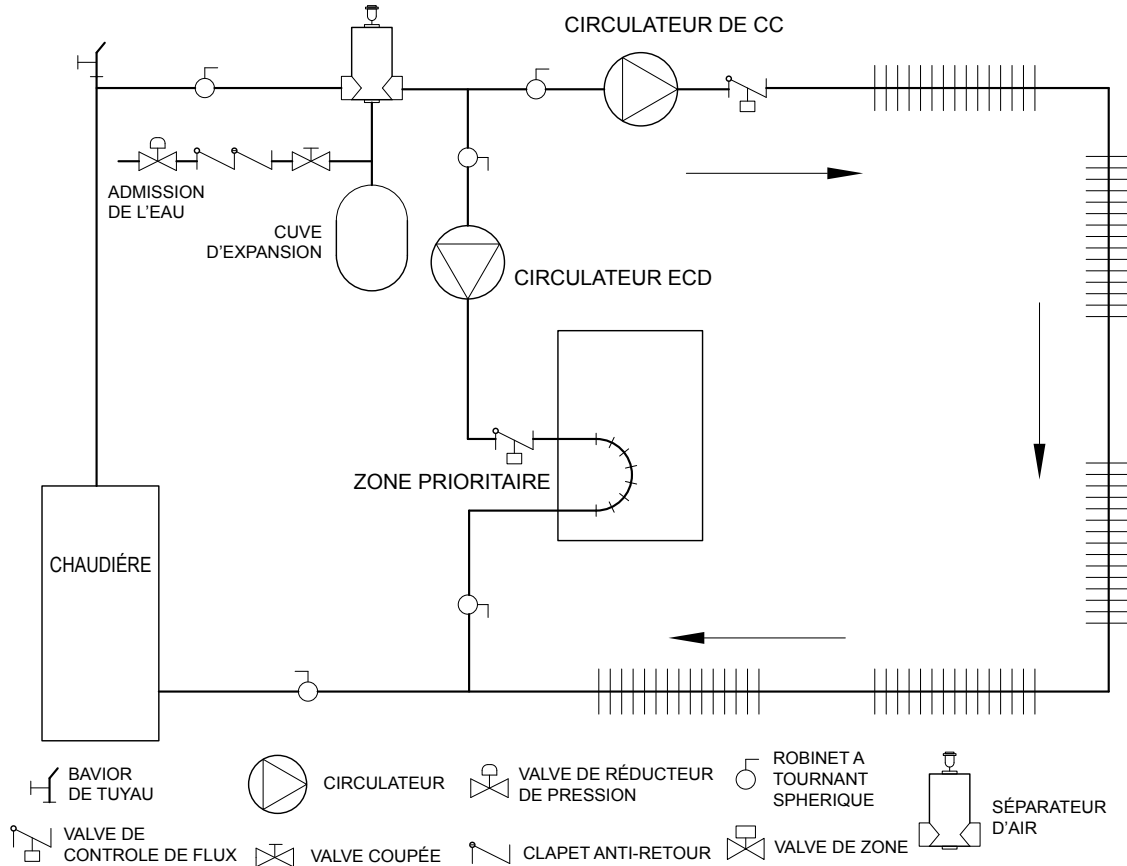 CIRCULATEUR DE CC
ADMISSION
DE L'EAU
CUVE
D'EXPANSION
CIRCULATEUR ECD
ZONE PRIORITAIRE
CHAUDIÉRE
BAVIOR
DE TUYAU
CIRCULATEUR
VALVE DE RÉDUCTEUR
DE PRESSION
ROBINET A
TOURNANT
SPHERIQUE
SÉPARATEUR
D'AIR
VALVE DE
CONTROLE DE FLUX
VALVE COUPÉE
CLAPET ANTI-RETOUR
VALVE DE ZONE